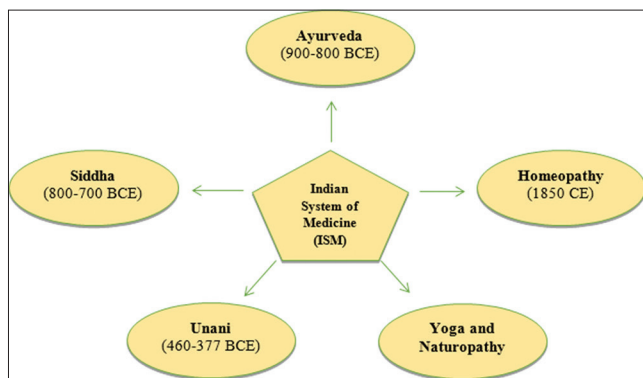 Ayurveda
(900-800 BCE)
Siddha
(800-700 BCE)
Indian
System of
Medicine
(ISM)
Homeopathy
(1850 CE)
Unani
(460-377 BCE)
Yoga and
Naturopathy